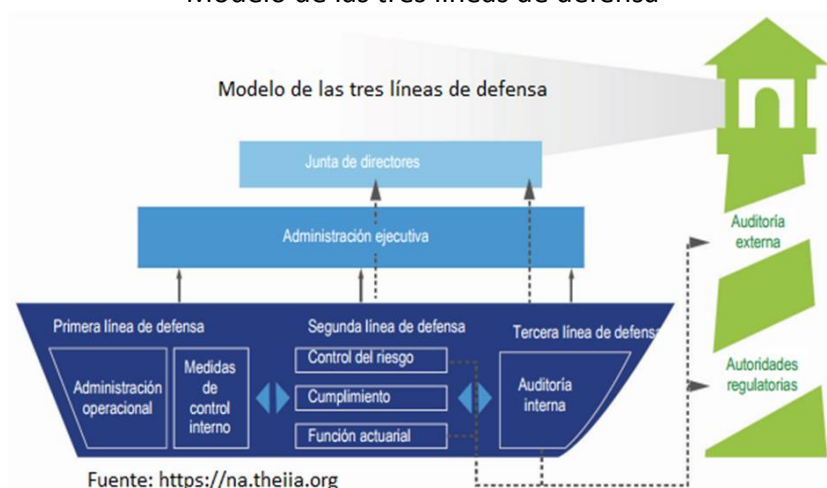 Modelo de las tres líneas de defensa
Modelo de las tres líneas de defensa
Junta de directores
Administración ejecutiva
Primera línea de defensa
Administración
operacional
Medidas
de
control
interno
Segunda línea de defensa
Control del riesgo
Cumplimiento
Función actuarial
Tercera línea de defensa
Auditoría
interna
Auditoría
externa
Autoridades
regulatorias
Fuente: https://na.theiia.org